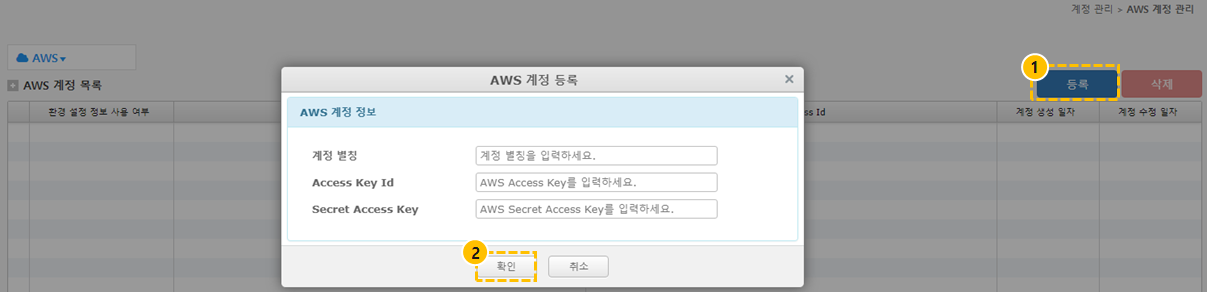 계정 관리 > AWS 계정 관리
AWS
AWS 계정 목록
1
등록
삭제
환경 설정 정보 사용 여부
ss Id
계정 생성 일자
계정 수정 일자
AWS 계정 등록
×
AWS 계정 정보
계정 별칭
계정 별칭을 입력하세요.
Access Key Id
AWS Access Key를 입력하세요.
Secret Access Key
AWS Secret Access Key를 입력하세요.
2
확인
취소